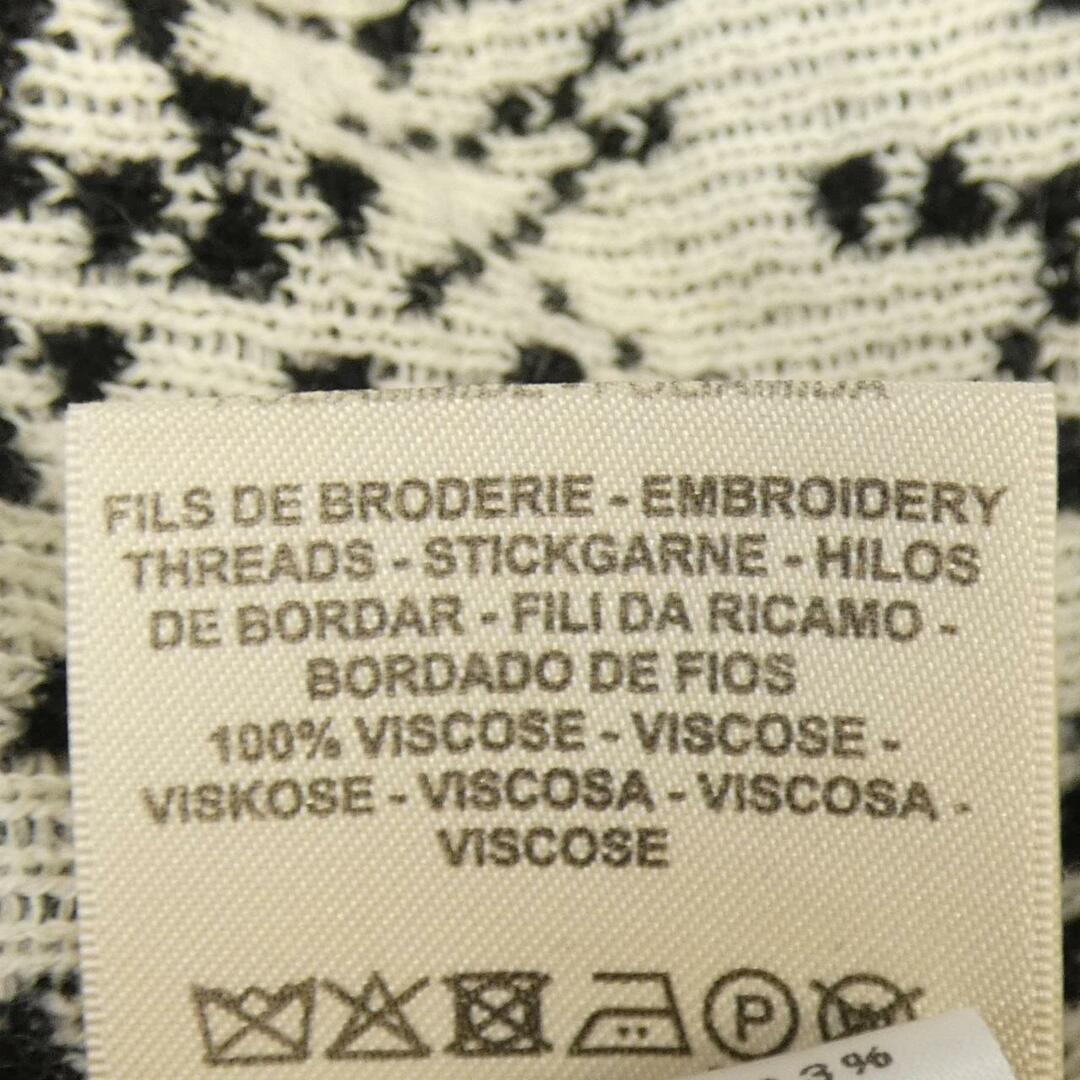 FILS DE BRODERIE - EMBROIDERY
THREADS - STICKGARNE - HILOS
DE BORDAR - FILI DA RICAMO -
BORDADO DE FIOS
100% VISCOSE - VISCOSE -
VISKOSE - VISCOSA - VISCOSA -
VISCOSE
P
W
3%